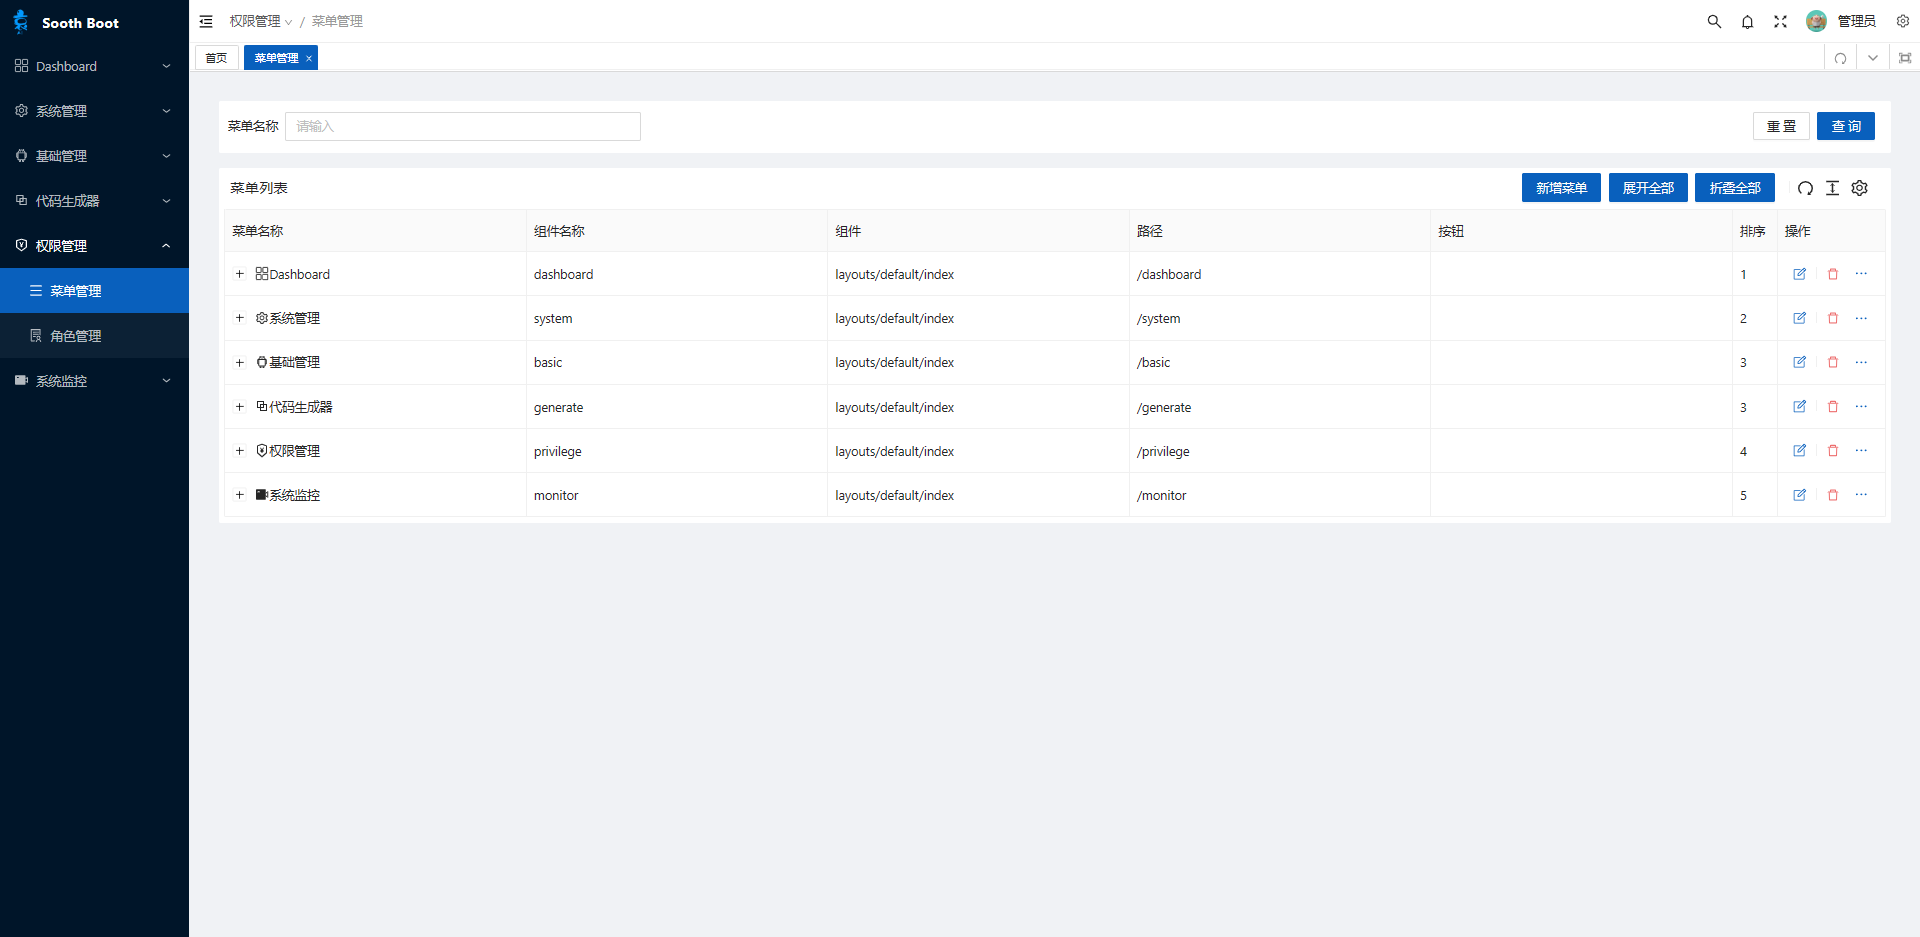 Sooth Boot
Dashboard
系统管理
基础管理
代码生成器
权限管理
菜单管理
角色管理
系统监控
权限管理 / 菜单管理
管理员
首页 菜单管理 ×
菜单名称 请输入 重 置 查 询
菜单列表 新增菜单 展开全部 折叠全部
菜单名称 组件名称 组件 路径 按钮 排序 操作
+ Dashboard dashboard layouts/default/index /dashboard 1 ···
+ 系统管理 system layouts/default/index /system 2 ···
+ 基础管理 basic layouts/default/index /basic 3 ···
+ 代码生成器 generate layouts/default/index /generate 3 ···
+ 权限管理 privilege layouts/default/index /privilege 4 ···
+ 系统监控 monitor layouts/default/index /monitor 5 ···